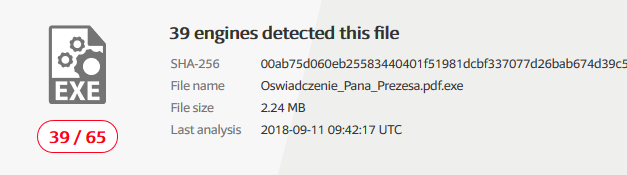 39 engines detected this file
SHA-256 00ab75d060eb25583440401f51981dcbf337077d26bab674d39c5
File name Oswiadczenie_Pana_Prezesa.pdf.exe
File size 2.24 MB
Last analysis 2018-09-11 09:42:17 UTC
EXE
39 / 65